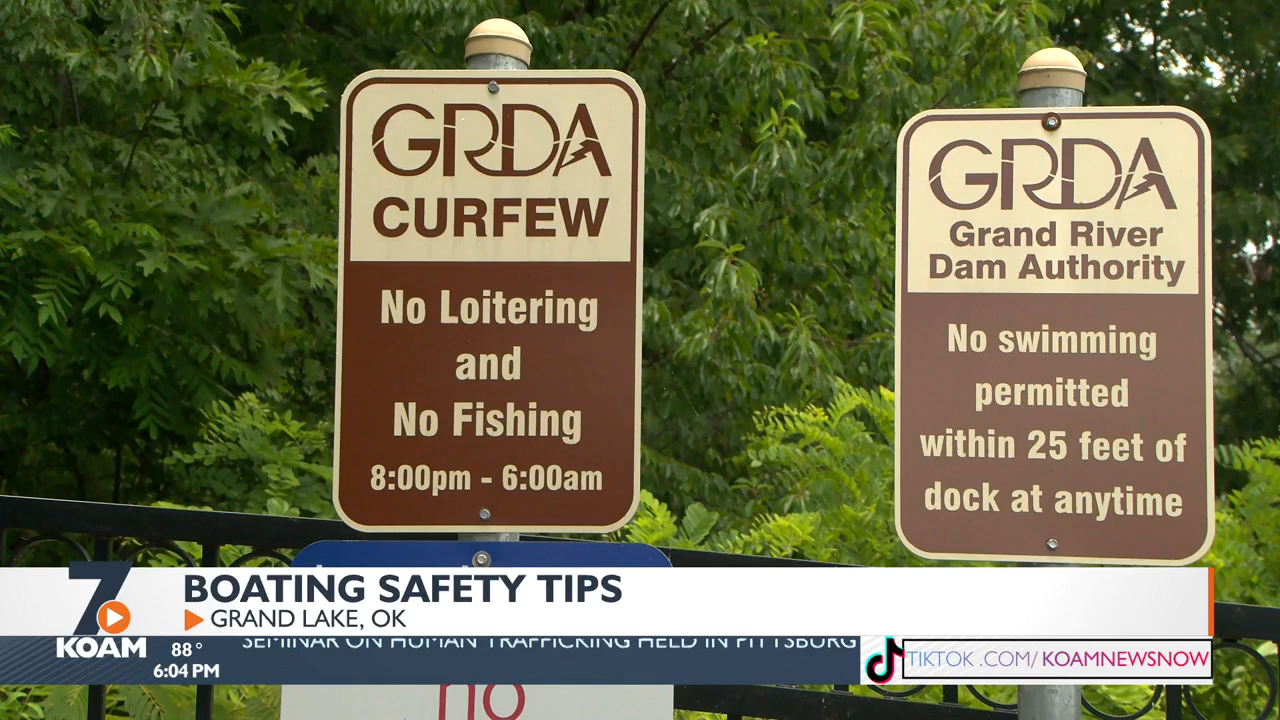 GRDA
CURFEW
No Loitering
and
No Fishing
8:00pm - 6:00am
GRDA
Grand River
Dam Authority
No swimming
permitted
within 25 feet of
dock at anytime
7
KOAM
BOATING SAFETY TIPS
GRAND LAKE, OK
88°
6:04 PM
SEMINAR ON HUMAN TRAFFICKING HELD IN PITTSBURG
TIKTOK .COM/ KOAMNEWSNOW
no